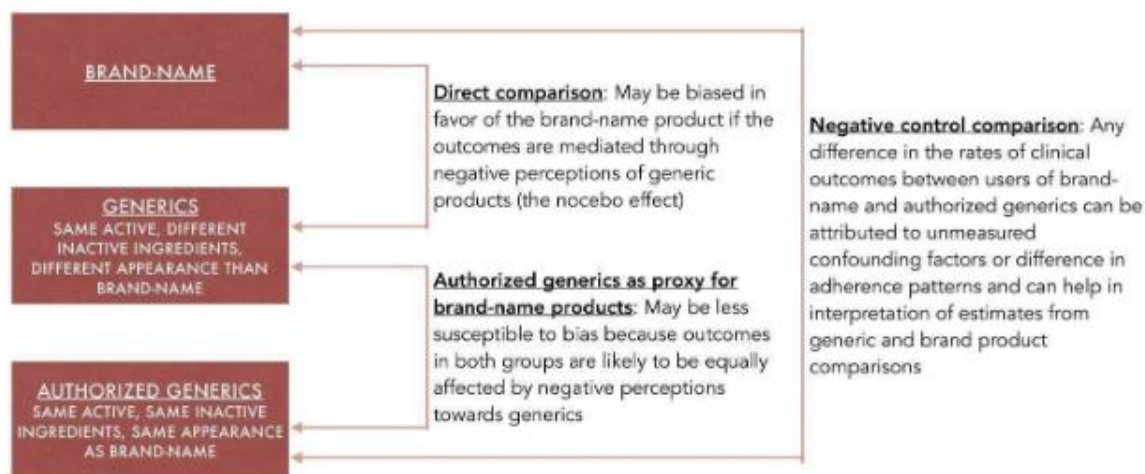 BRAND-NAME
Direct comparison: May be biased in
favor of the brand-name product if the
outcomes are mediated through
negative perceptions of generic
products (the nocebo effect)
Negative control comparison: Any
difference in the rates of clinical
outcomes between users of brand-
name and authorized generics can be
attributed to unmeasured
confounding factors or difference in
adherence patterns and can help in
interpretation of estimates from
generic and brand product
comparisons
GENERICS
SAME ACTIVE, DIFFERENT
INACTIVE INGREDIENTS,
DIFFERENT APPEARANCE THAN
BRAND-NAME
Authorized generics as proxy for
brand-name products: May be less
susceptible to bias because outcomes
in both groups are likely to be equally
affected by negative perceptions
towards generics
AUTHORIZED GENERICS
SAME ACTIVE, SAME INACTIVE
INGREDIENTS, SAME APPEARANCE
AS BRAND-NAME